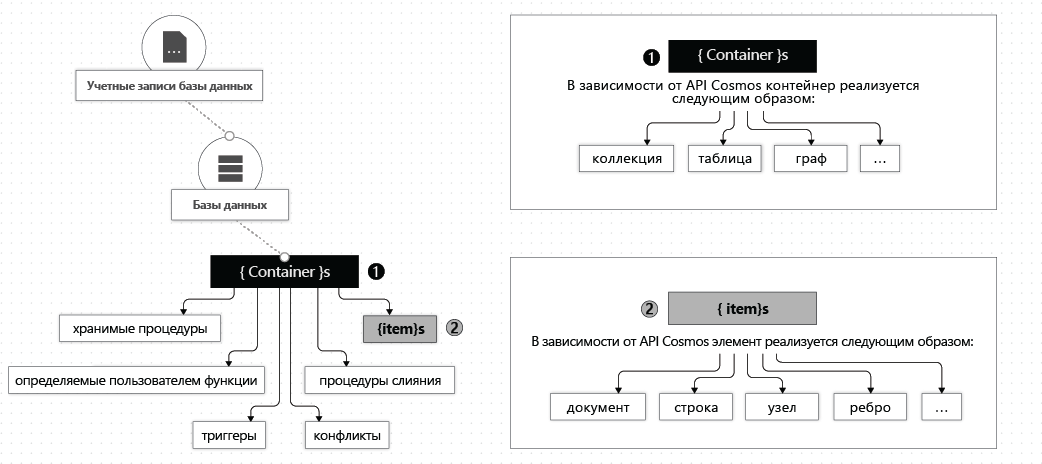 ...
Учетные записи базы данных
Базы данных
{ Container }s
1
хранимые процедуры
{item}s
2
определяемые пользователем функции
процедуры слияния
триггеры
конфликты
1
{ Container }s
В зависимости от API Cosmos контейнер реализуется
следующим образом:
коллекция
таблица
граф
...
2
{ item}s
В зависимости от API Cosmos элемент реализуется следующим образом:
документ
строка
узел
ребро
...